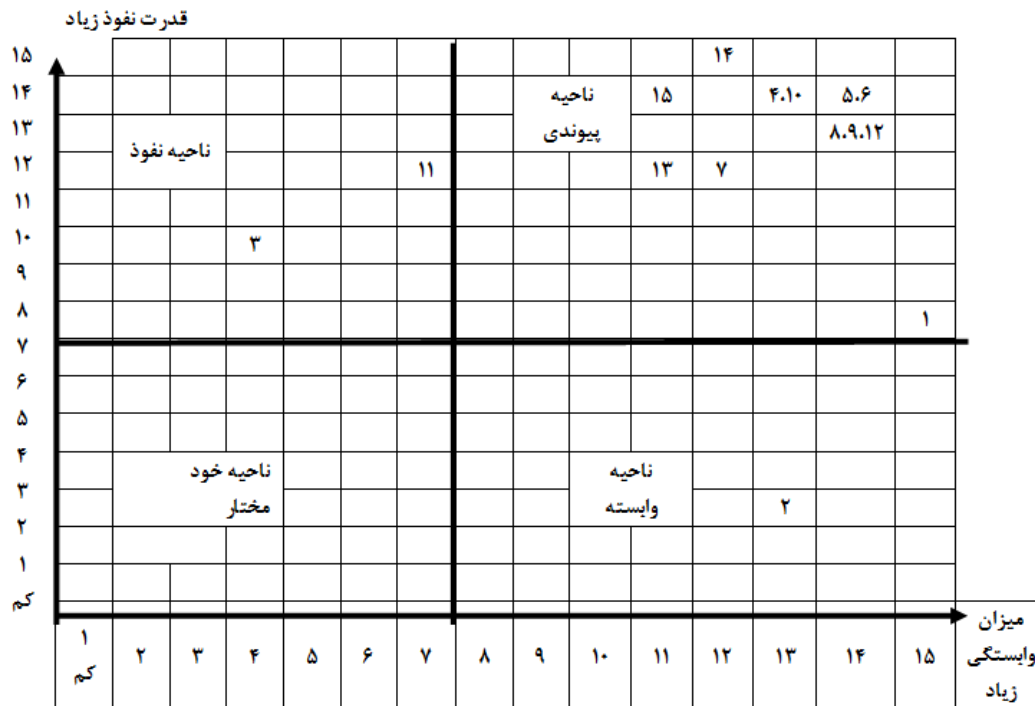 قدرت نفوذ زیاد
۱۵ ۱۴
۱۴ ناحیه ۱۵ ۴،۱۰ ۵،۶
۱۳ پیوندی ۸،۹،۱۲
ناحیه نفوذ
۱۲ ۱۱ ۱۳ ۷
۱۱
۱۰ ۳
۹
۸ ۱
۷
۶
۵
۴ ناحیه خود ناحیه
۳ مختار وابسته ۲
۲
۱
کم
۱ ۲ ۳ ۴ ۵ ۶ ۷ ۸ ۹ ۱۰ ۱۱ ۱۲ ۱۳ ۱۴ ۱۵
کم
میزان
وابستگی
زیاد